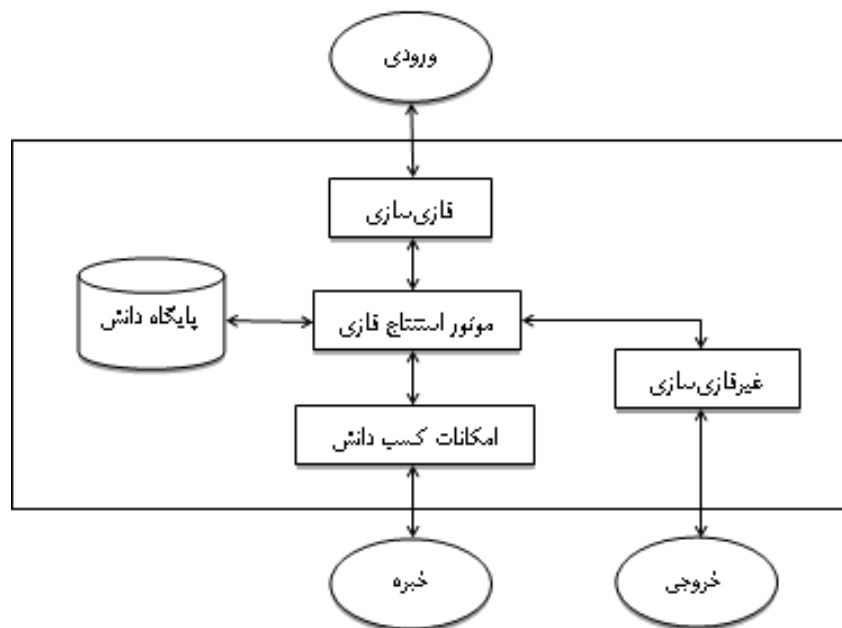 ورودی
فازی‌سازی
پایگاه دانش
موتور استنتاج فازی
غیرفازی‌سازی
امکانات کسب دانش
خبره
خروجی